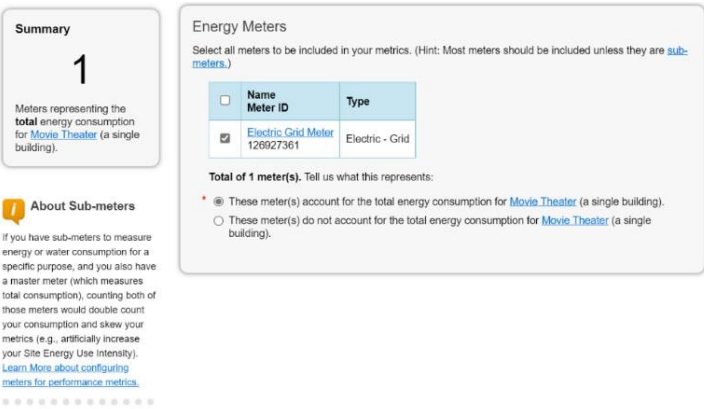 Summary
1
Meters representing the
total energy consumption
for Movie Theater (a single
building).
About Sub-meters
If you have sub-meters to measure
energy or water consumption for a
specific purpose, and you also have
a master meter (which measures
total consumption), counting both of
those meters would double count
your consumption and skew your
metrics (e.g., artificially increase
your Site Energy Use Intensity).
Learn More about configuring
meters for performance metrics.
Energy Meters
Select all meters to be included in your metrics. (Hint: Most meters should be included unless they are sub-
meters.)
Name
Meter ID
Type
Electric Grid Meter
126927361
Electric - Grid
Total of 1 meter(s). Tell us what this represents:
* These meter(s) account for the total energy consumption for Movie Theater (a single building).
These meter(s) do not account for the total energy consumption for Movie Theater (a single
building).